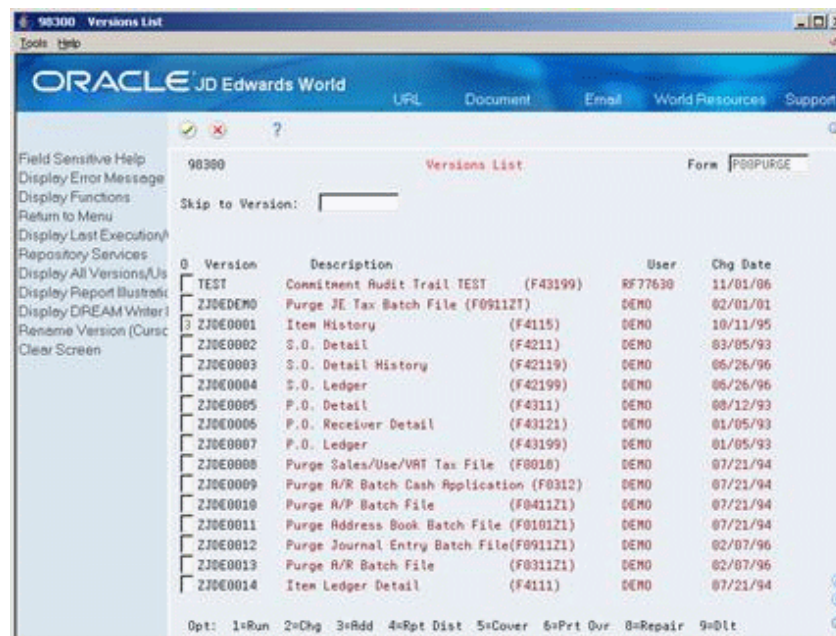 98300 Versions List
Tools Help
ORACLE JD Edwards World
URL Document Email World Resources Support
?
Field Sensitive Help
Display Error Message
Display Functions
Return to Menu
Display Last Execution/
Repository Services
Display All Versions/Us
Display Report Illustratio
Display DREAM Writer
Rename Version (Curso
Clear Screen
98300 Versions List Form P00PURGE
Skip to Version:
O Version Description User Chg Date
TEST Commitment Audit Trail TEST (F43199) RF77630 11/01/06
ZJDEDEMO Purge JE Tax Batch File (F0911ZT) DEMO 02/01/01
3 ZJDE0001 Item History (F4115) DEMO 10/11/95
ZJDE0002 S.O. Detail (F4211) DEMO 03/05/93
ZJDE0003 S.O. Detail History (F42119) DEMO 06/26/96
ZJDE0004 S.O. Ledger (F42199) DEMO 06/26/96
ZJDE0005 P.O. Detail (F4311) DEMO 08/12/93
ZJDE0006 P.O. Receiver Detail (F43121) DEMO 01/05/93
ZJDE0007 P.O. Ledger (F43199) DEMO 01/05/93
ZJDE0008 Purge Sales/Use/VAT Tax File (F0018) DEMO 07/21/94
ZJDE0009 Purge A/R Batch Cash Application (F0312) DEMO 07/21/94
ZJDE0010 Purge A/P Batch File (F0411Z1) DEMO 07/21/94
ZJDE0011 Purge Address Book Batch File (F0101Z1) DEMO 07/21/94
ZJDE0012 Purge Journal Entry Batch File(F0911Z1) DEMO 02/07/96
ZJDE0013 Purge A/R Batch File (F0311Z1) DEMO 02/07/96
ZJDE0014 Item Ledger Detail (F4111) DEMO 07/21/94
Opt: 1=Run 2=Chg 3=Add 4=Rpt Dist 5=Cover 6=Prt Ovr 8=Repair 9=Dlt